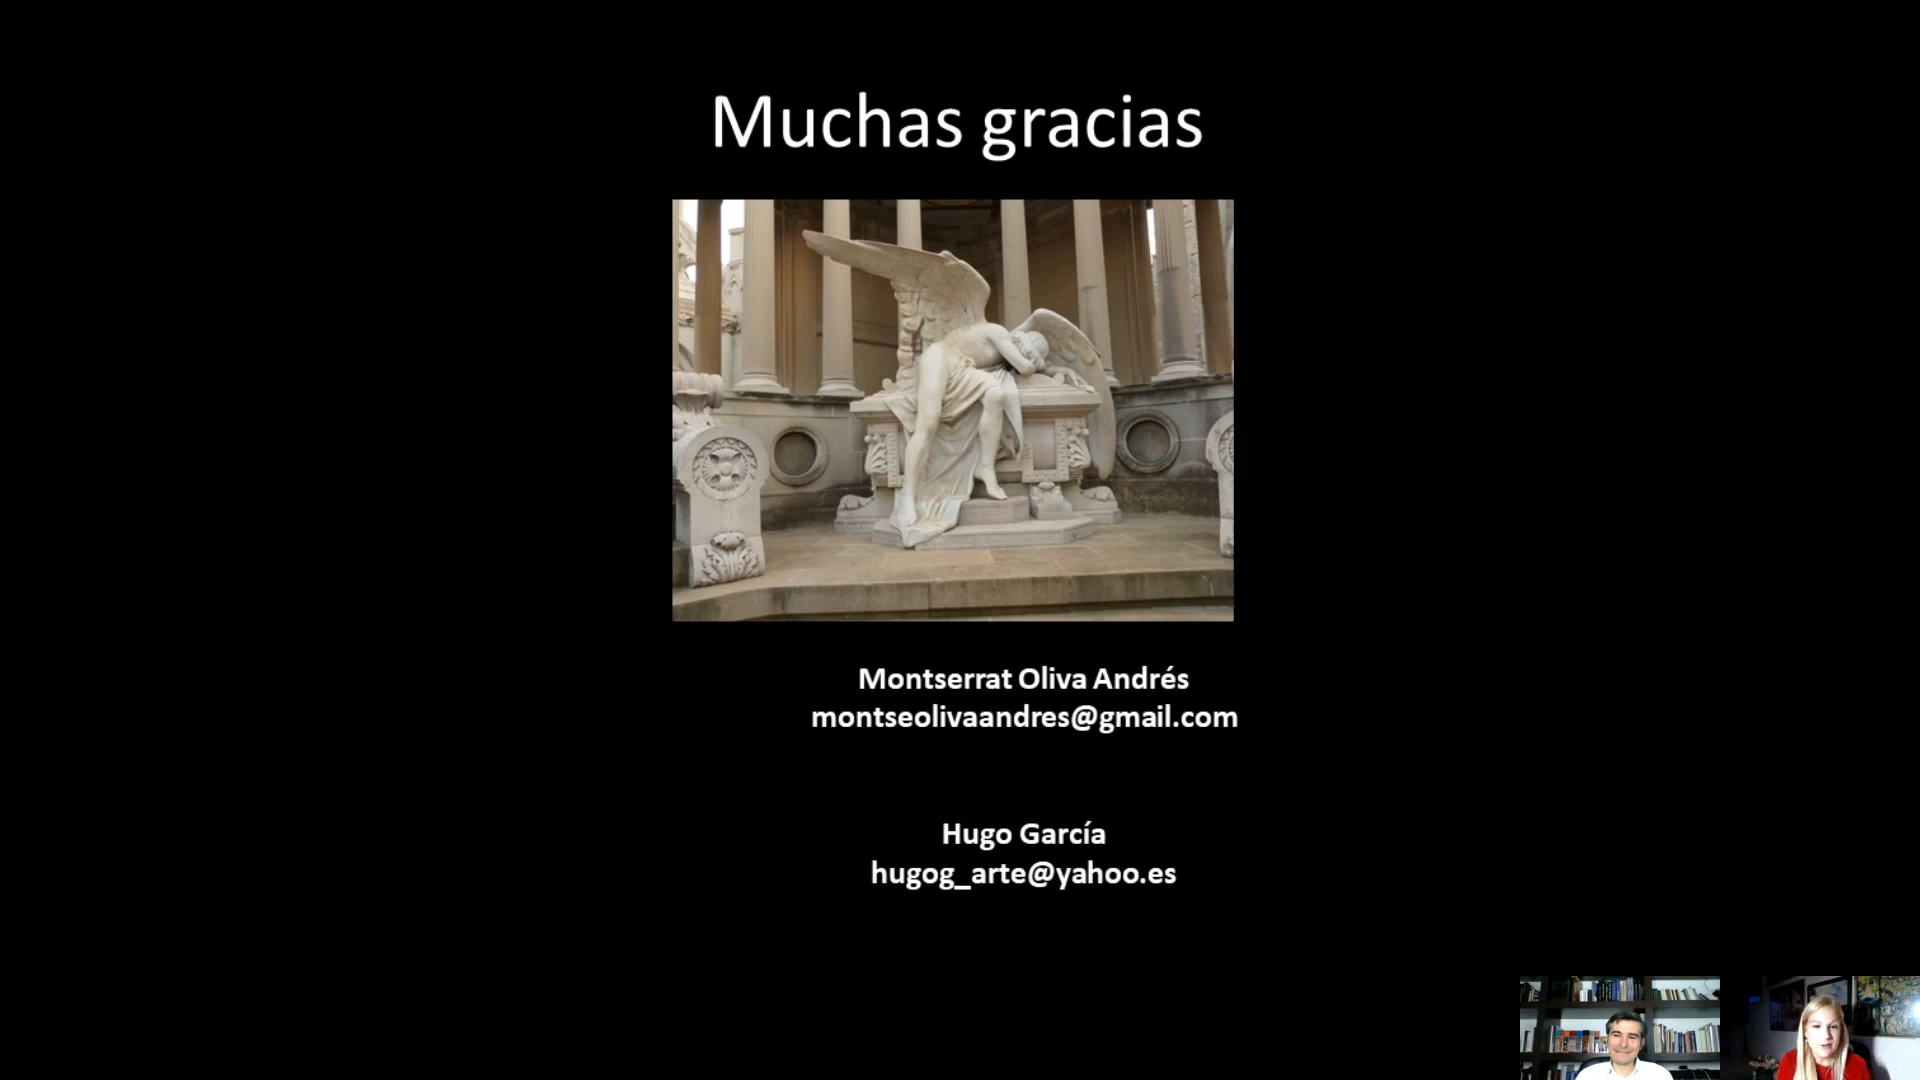 Muchas gracias
Montserrat Oliva Andrés
montseolivaandres@gmail.com
Hugo García
hugog_arte@yahoo.es